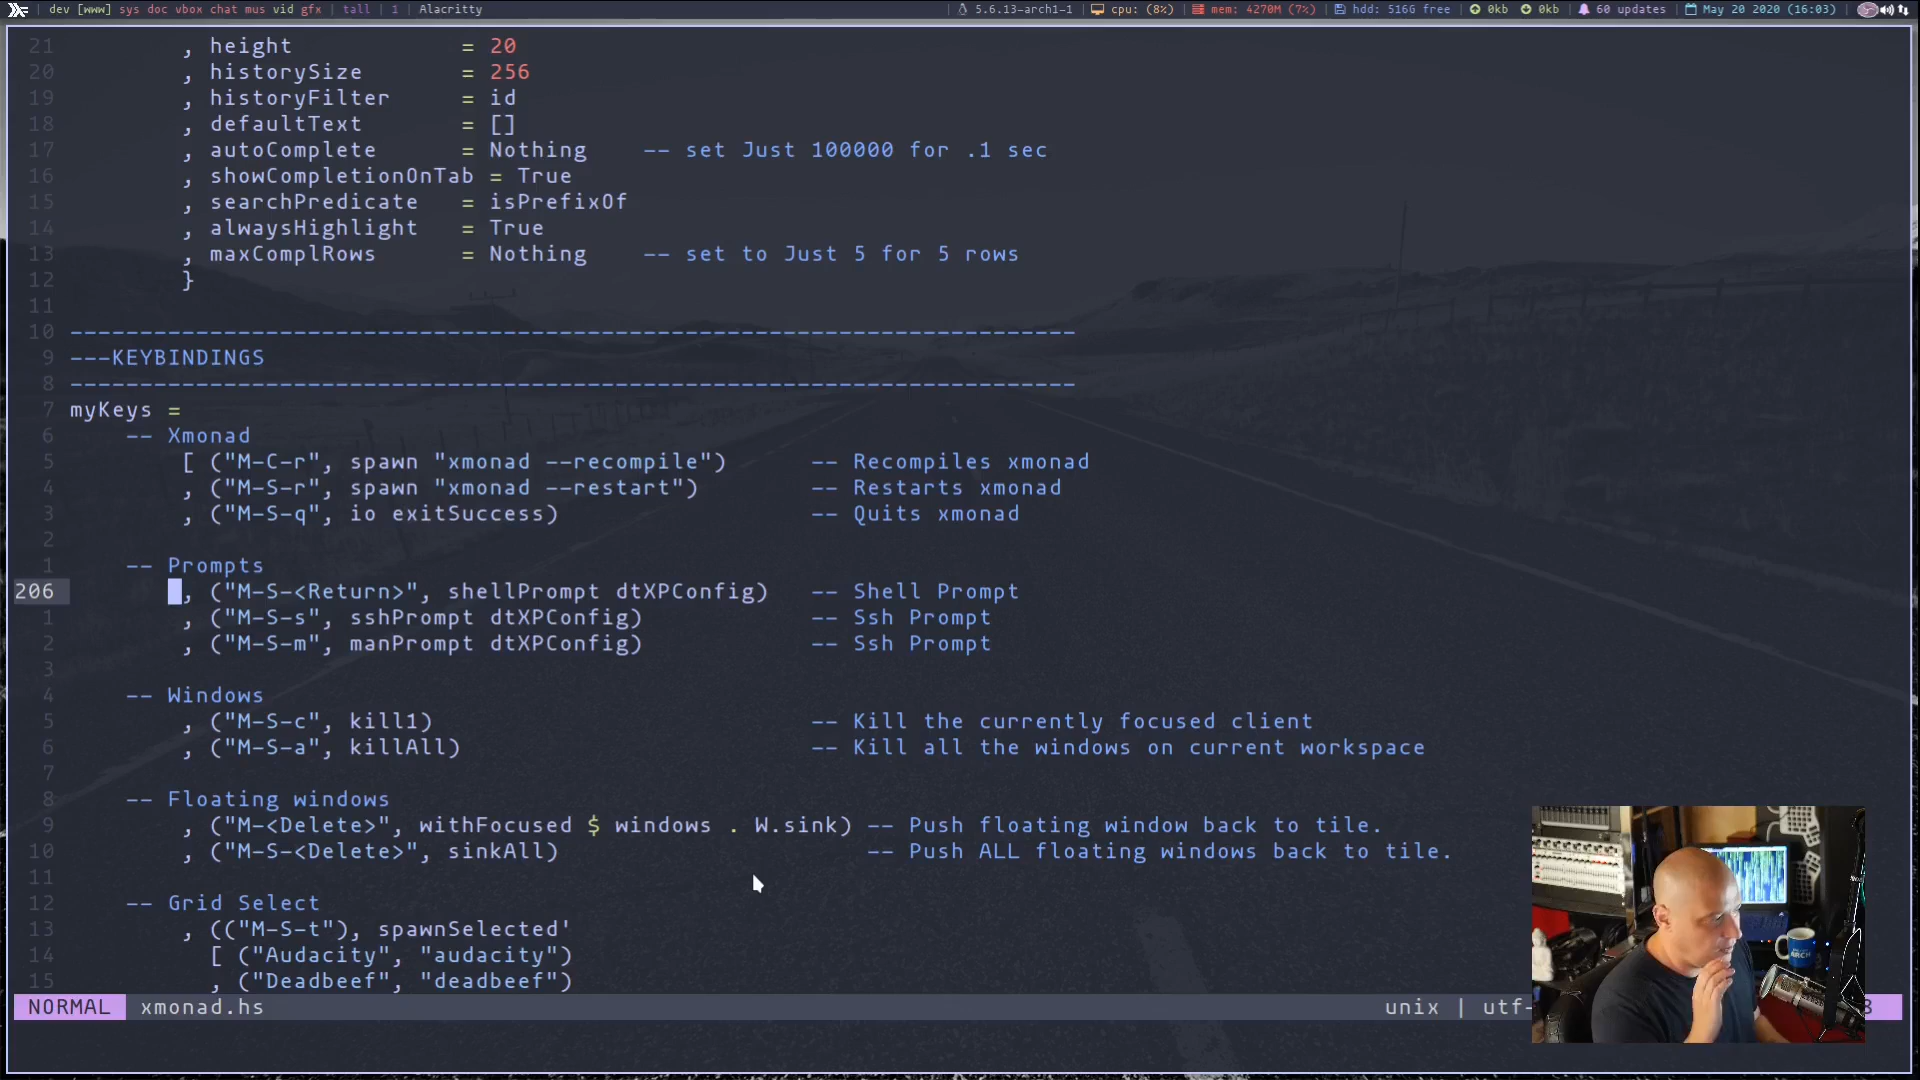 dev [www] sys doc vbox chat mus vid gfx | tall | 1 | Alacritty | 5.6.13-arch1-1 | cpu: (8%) | mem: 4270M (7%) | hdd: 516G free | 0kb 0kb | 60 updates | May 20 2020 (16:03) |
21 , height = 20
20 , historySize = 256
19 , historyFilter = id
18 , defaultText = []
17 , autoComplete = Nothing -- set Just 100000 for .1 sec
16 , showCompletionOnTab = True
15 , searchPredicate = isPrefixOf
14 , alwaysHighlight = True
13 , maxComplRows = Nothing -- set to Just 5 for 5 rows
12 }
11
10 ------------------------------------------------------------------------
9 ---KEYBINDINGS
8 ------------------------------------------------------------------------
7 myKeys =
6 -- Xmonad
5 [ ("M-C-r", spawn "xmonad --recompile") -- Recompiles xmonad
4 , ("M-S-r", spawn "xmonad --restart") -- Restarts xmonad
3 , ("M-S-q", io exitSuccess) -- Quits xmonad
2
1 -- Prompts
206 , ("M-S-<Return>", shellPrompt dtXPConfig) -- Shell Prompt
1 , ("M-S-s", sshPrompt dtXPConfig) -- Ssh Prompt
2 , ("M-S-m", manPrompt dtXPConfig) -- Ssh Prompt
3
4 -- Windows
5 , ("M-S-c", kill1) -- Kill the currently focused client
6 , ("M-S-a", killAll) -- Kill all the windows on current workspace
7
8 -- Floating windows
9 , ("M-<Delete>", withFocused $ windows . W.sink) -- Push floating window back to tile.
10 , ("M-S-<Delete>", sinkAll) -- Push ALL floating windows back to tile.
11
12 -- Grid Select
13 , (("M-S-t"), spawnSelected'
14 [ ("Audacity", "audacity")
15 , ("Deadbeef", "deadbeef")
NORMAL xmonad.hs unix | utf-
ARCH